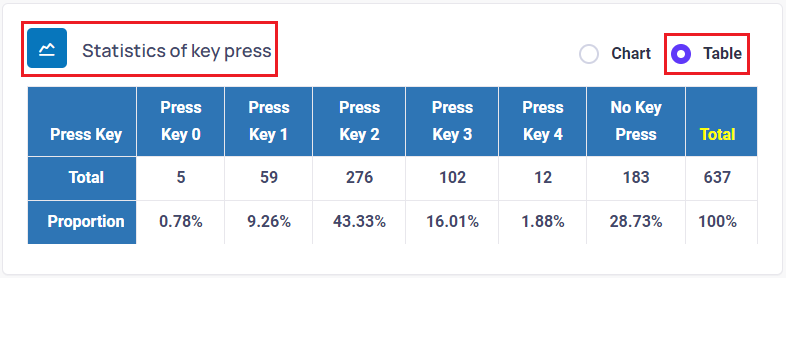 Statistics of key press
Chart Table
Press Key Press Key 0 Press Key 1 Press Key 2 Press Key 3 Press Key 4 No Key Press Total
Total 5 59 276 102 12 183 637
Proportion 0.78% 9.26% 43.33% 16.01% 1.88% 28.73% 100%